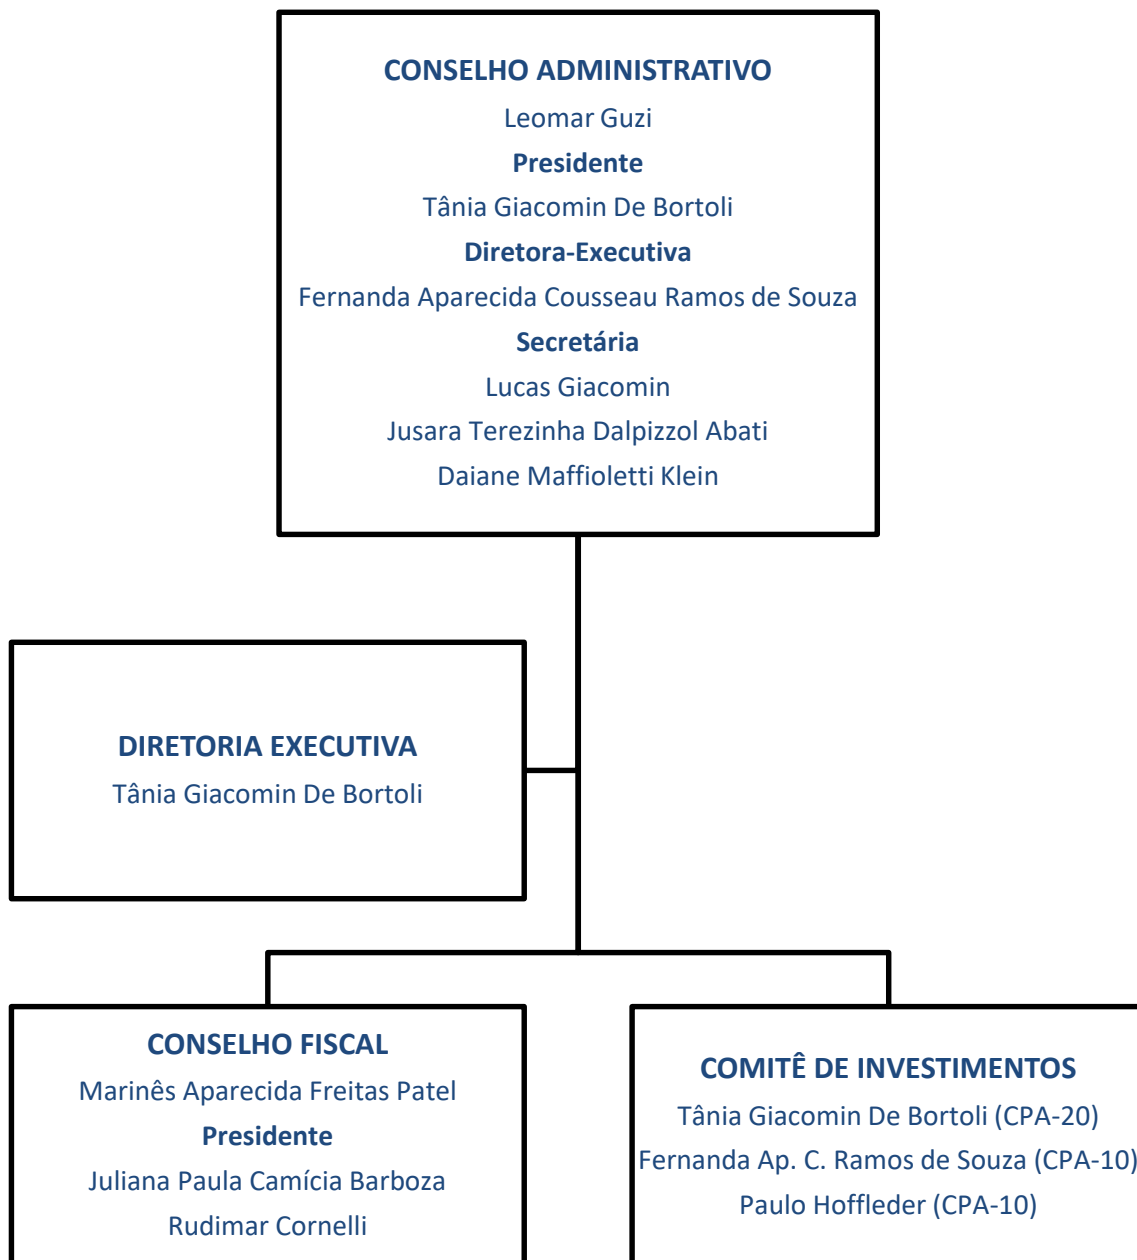 CONSELHO ADMINISTRATIVO
Leomar Guzi
Presidente
Tânia Giacomin De Bortoli
Diretora-Executiva
Fernanda Aparecida Cousseau Ramos de Souza
Secretária
Lucas Giacomin
Jusara Terezinha Dalpizzol Abati
Daiane Maffioletti Klein
DIRETORIA EXECUTIVA
Tânia Giacomin De Bortoli
CONSELHO FISCAL
Marinês Aparecida Freitas Patel
Presidente
Juliana Paula Camícia Barboza
Rudimar Cornelli
COMITÊ DE INVESTIMENTOS
Tânia Giacomin De Bortoli (CPA-20)
Fernanda Ap. C. Ramos de Souza (CPA-10)
Paulo Hoffleder (CPA-10)